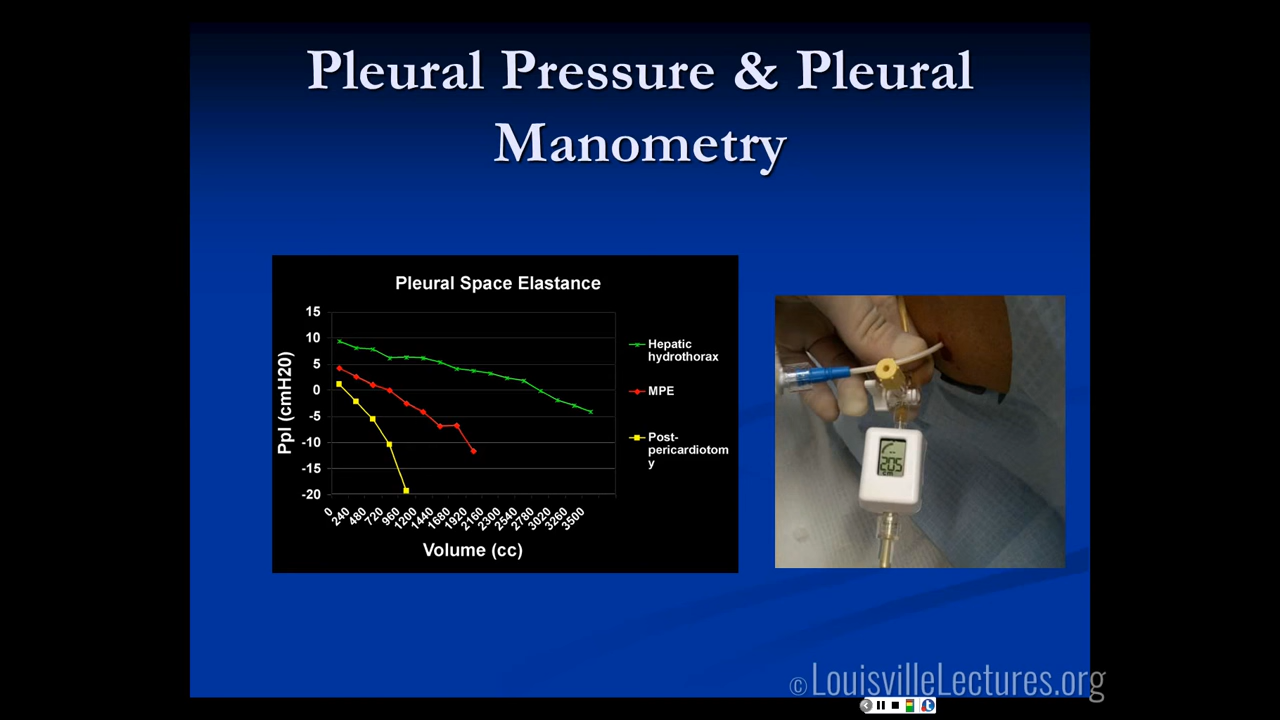 Pleural Pressure & Pleural
Manometry
Pleural Space Elastance
15
10
5
0
-5
-10
-15
-20
Ppl (cmH20)
0
240
480
720
960
1200
1440
1680
1920
2160
2300
2540
2780
3020
3260
3500
Volume (cc)
Hepatic
hydrothorax
MPE
Post-
pericardiotom
y
205
cm
© LouisvilleLectures.org